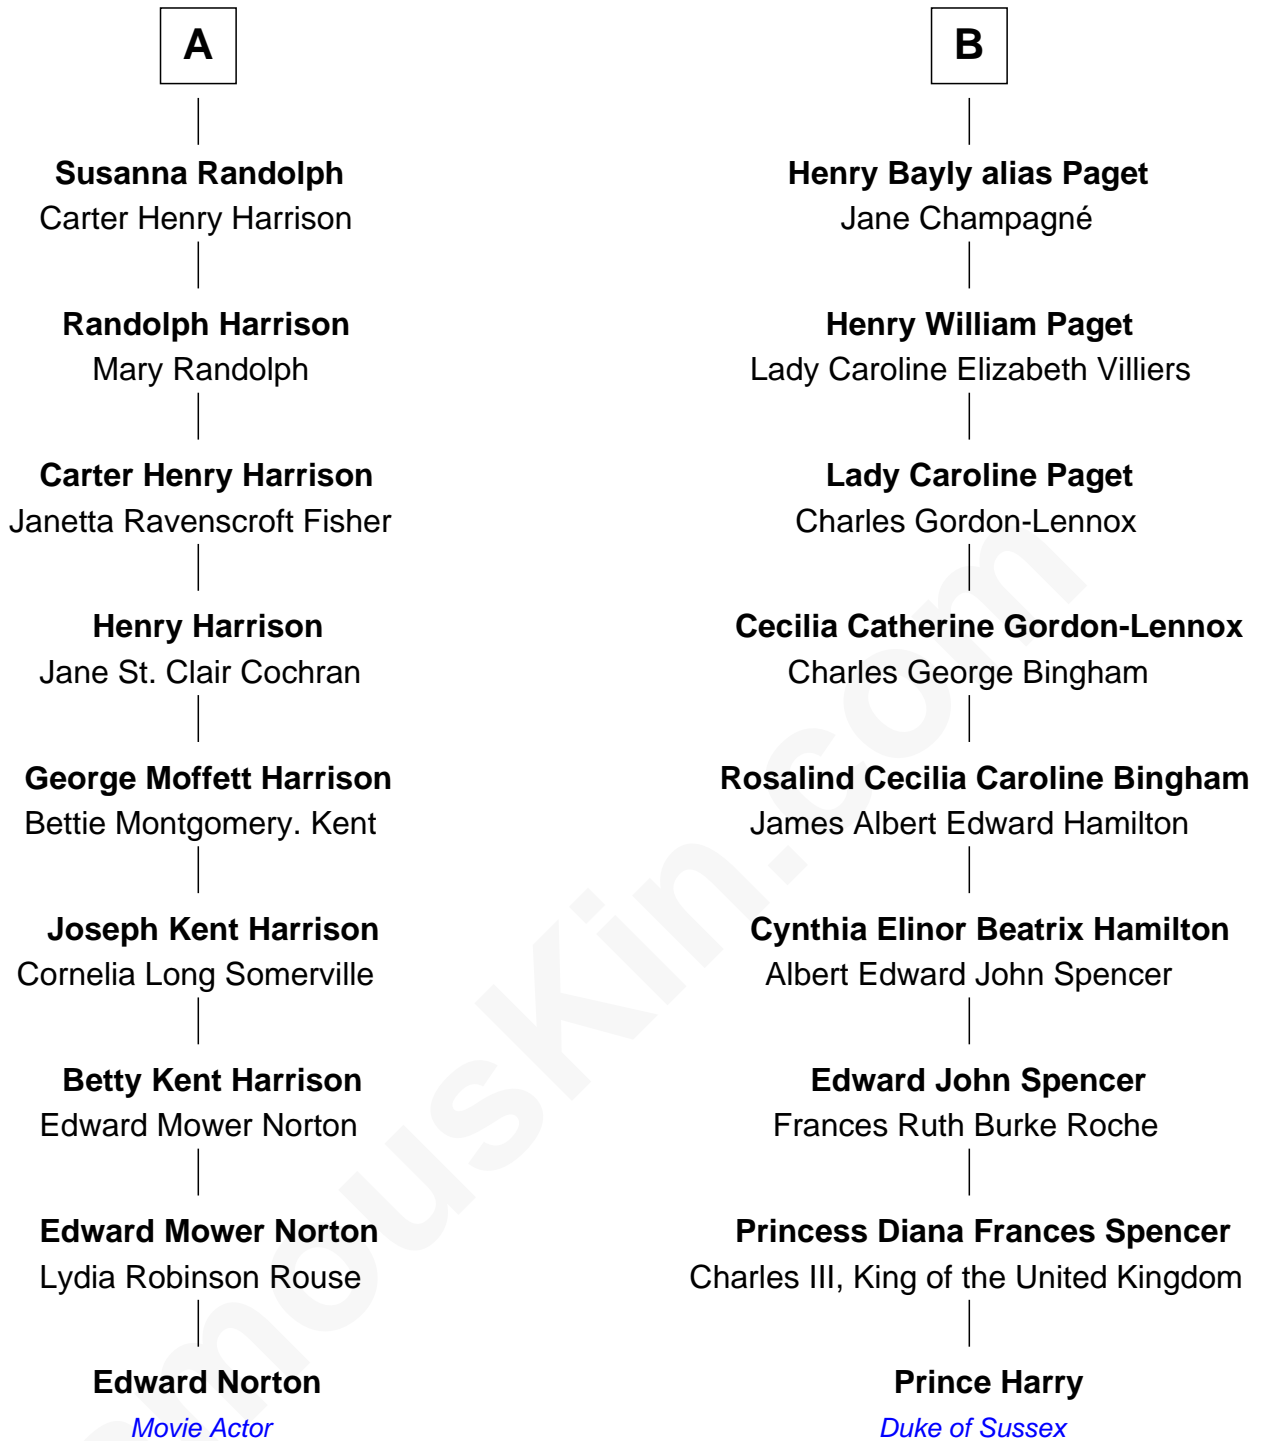 A
Susanna Randolph
Carter Henry Harrison
Randolph Harrison
Mary Randolph
Carter Henry Harrison
Janetta Ravenscroft Fisher
Henry Harrison
Jane St. Clair Cochran
George Moffett Harrison
Bettie Montgomery. Kent
Joseph Kent Harrison
Cornelia Long Somerville
Betty Kent Harrison
Edward Mower Norton
Edward Mower Norton
Lydia Robinson Rouse
Edward Norton
Movie Actor
B
Henry Bayly alias Paget
Jane Champagné
Henry William Paget
Lady Caroline Elizabeth Villiers
Lady Caroline Paget
Charles Gordon-Lennox
Cecilia Catherine Gordon-Lennox
Charles George Bingham
Rosalind Cecilia Caroline Bingham
James Albert Edward Hamilton
Cynthia Elinor Beatrix Hamilton
Albert Edward John Spencer
Edward John Spencer
Frances Ruth Burke Roche
Princess Diana Frances Spencer
Charles III, King of the United Kingdom
Prince Harry
Duke of Sussex
mousKin.com